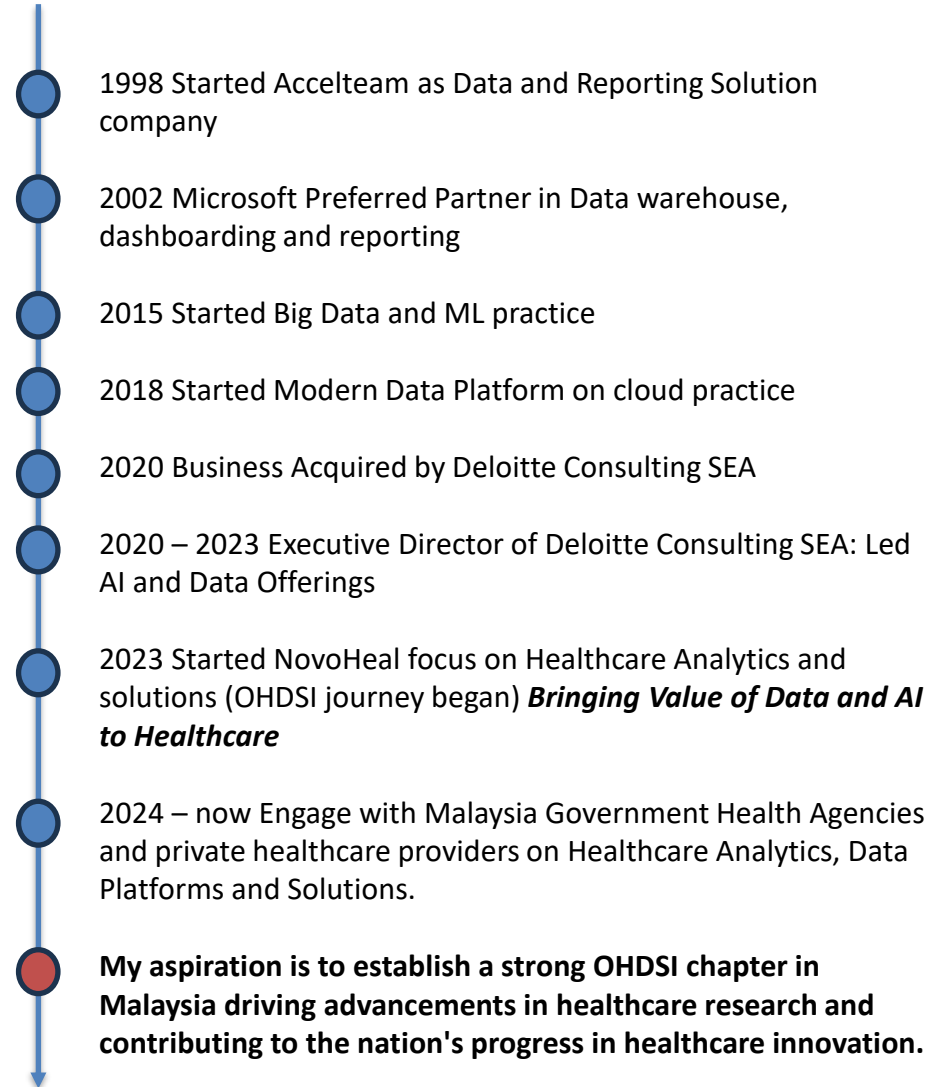 1998 Started Accelteam as Data and Reporting Solution
company
2002 Microsoft Preferred Partner in Data warehouse,
dashboarding and reporting
2015 Started Big Data and ML practice
2018 Started Modern Data Platform on cloud practice
2020 Business Acquired by Deloitte Consulting SEA
2020 – 2023 Executive Director of Deloitte Consulting SEA: Led
AI and Data Offerings
2023 Started NovoHeal focus on Healthcare Analytics and
solutions (OHDSI journey began) Bringing Value of Data and AI
to Healthcare
2024 – now Engage with Malaysia Government Health Agencies
and private healthcare providers on Healthcare Analytics, Data
Platforms and Solutions.
My aspiration is to establish a strong OHDSI chapter in
Malaysia driving advancements in healthcare research and
contributing to the nation's progress in healthcare innovation.